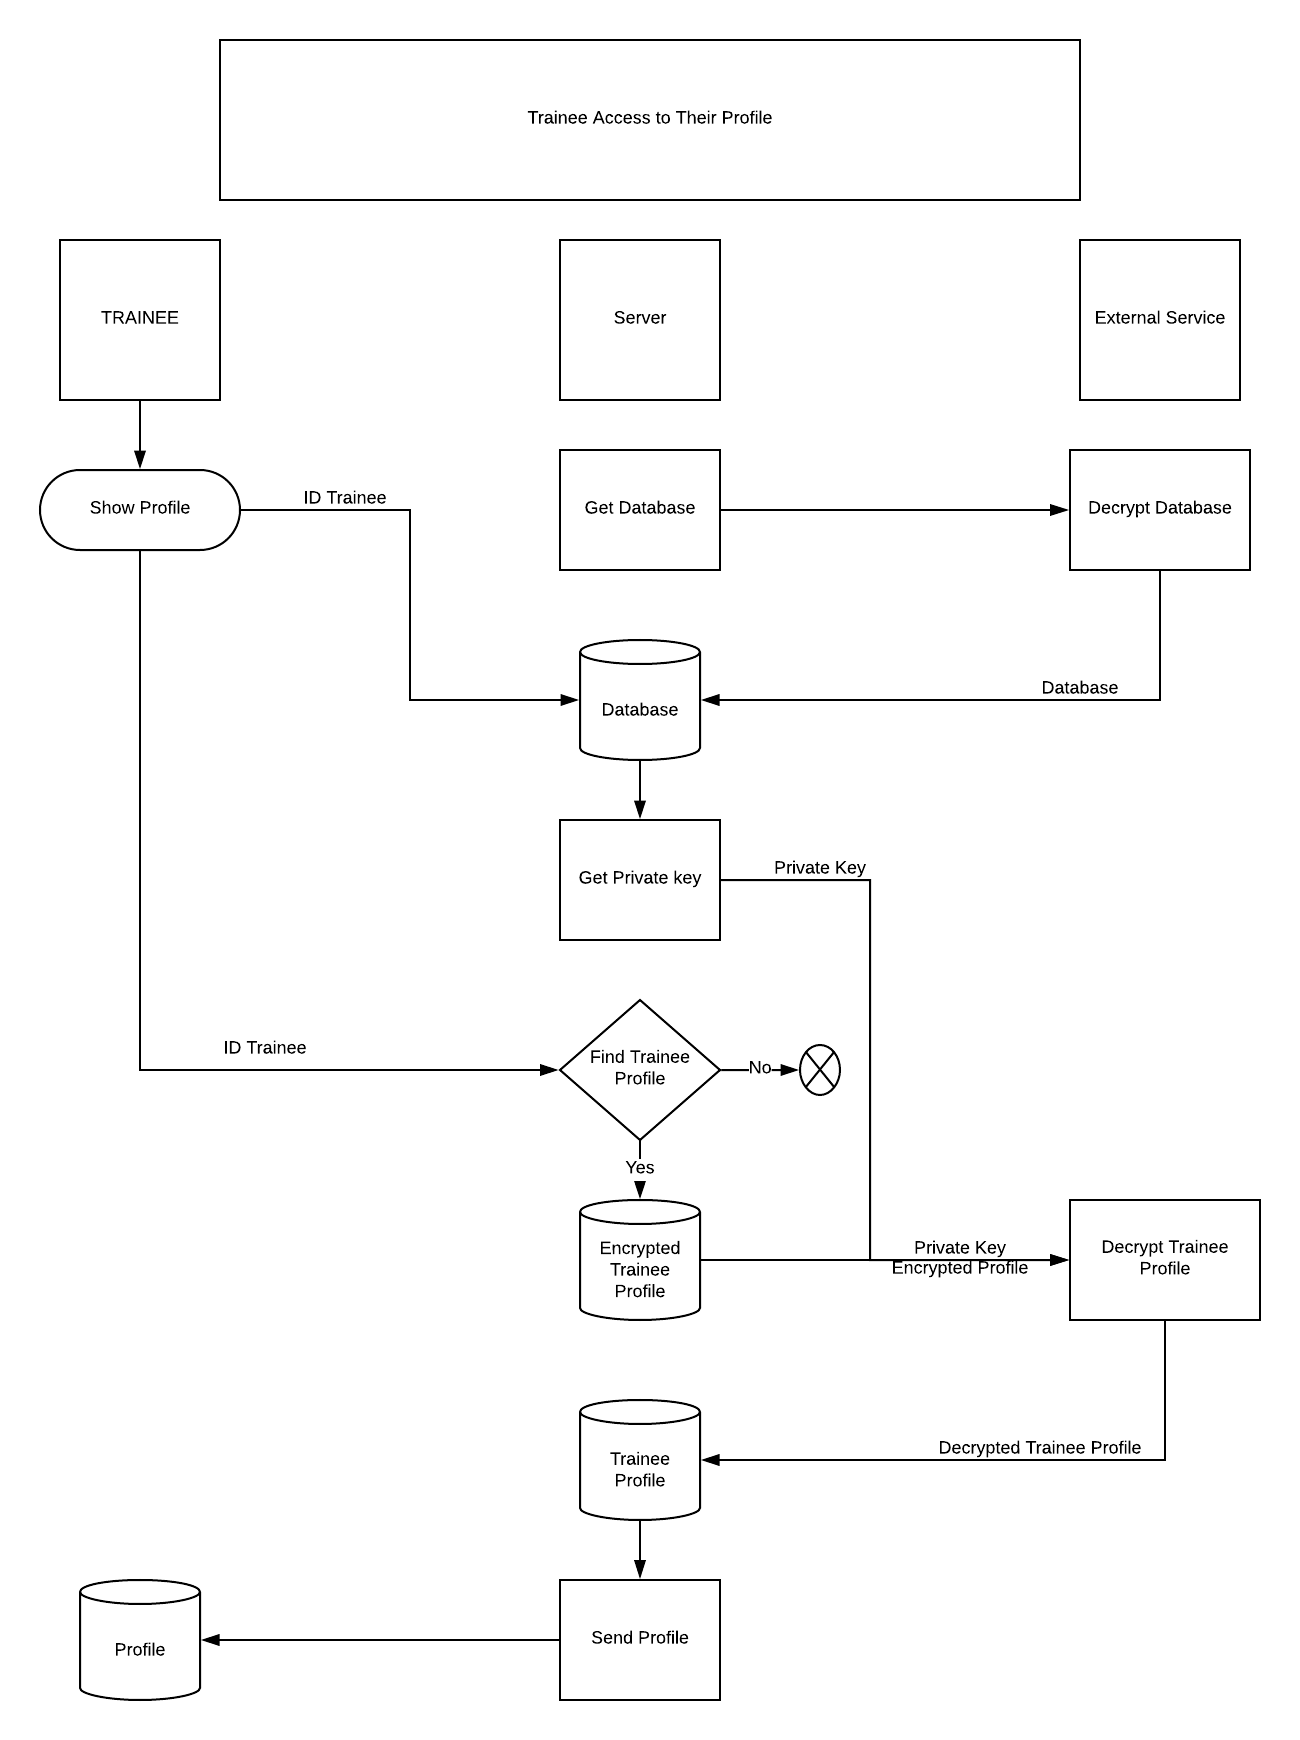 Trainee Access to Their Profile
TRAINEE
Server
External Service
Show Profile
ID Trainee
Get Database
Decrypt Database
Database
Database
Get Private key
Private Key
ID Trainee
Find Trainee
Profile
No
Yes
Encrypted
Trainee
Profile
Private Key
Encrypted Profile
Decrypt Trainee
Profile
Trainee
Profile
Decrypted Trainee Profile
Profile
Send Profile